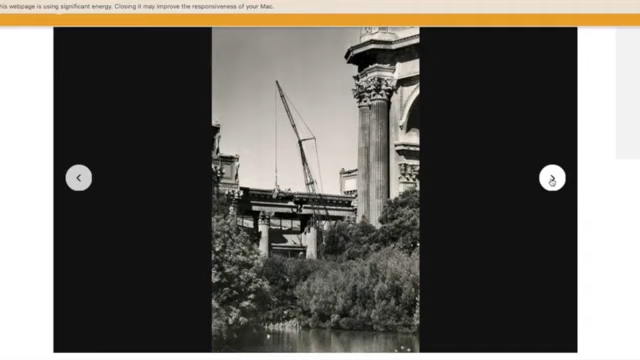 his webpage is using significant energy. Closing it may improve the responsiveness of your Mac.